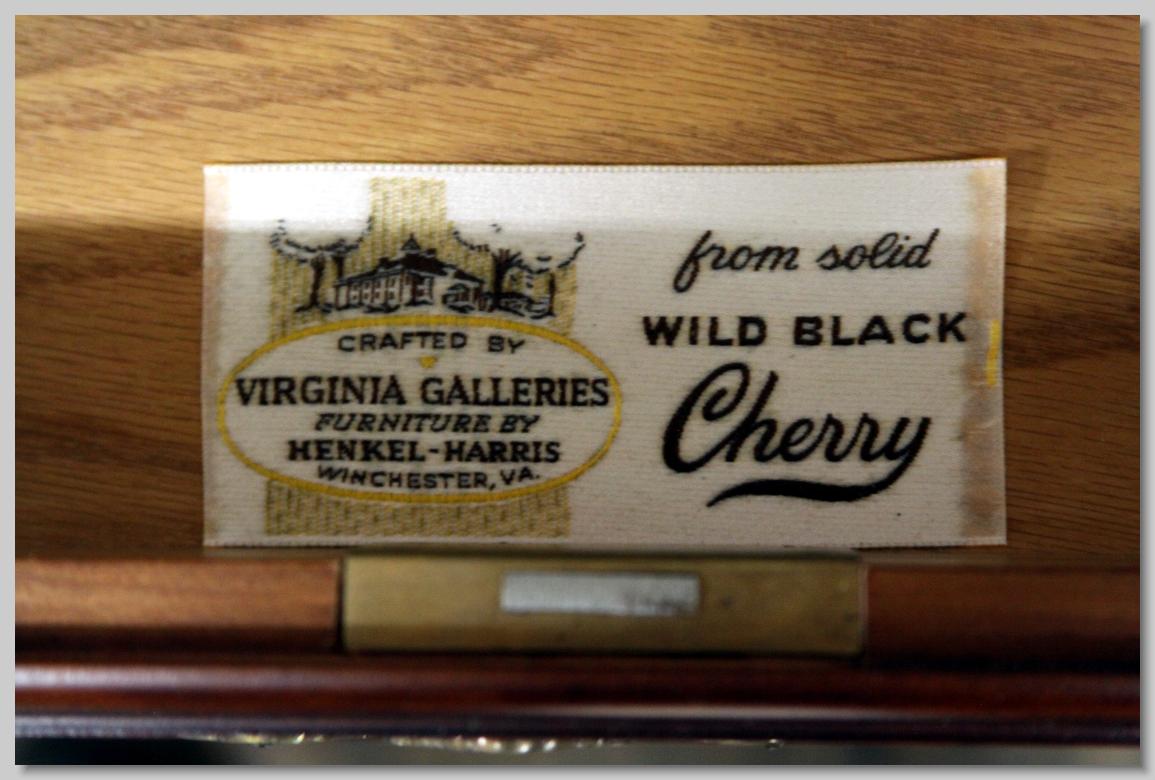 CRAFTED BY
VIRGINIA GALLERIES
FURNITURE BY
HENKEL-HARRIS
WINCHESTER, VA.
from solid
WILD BLACK
Cherry